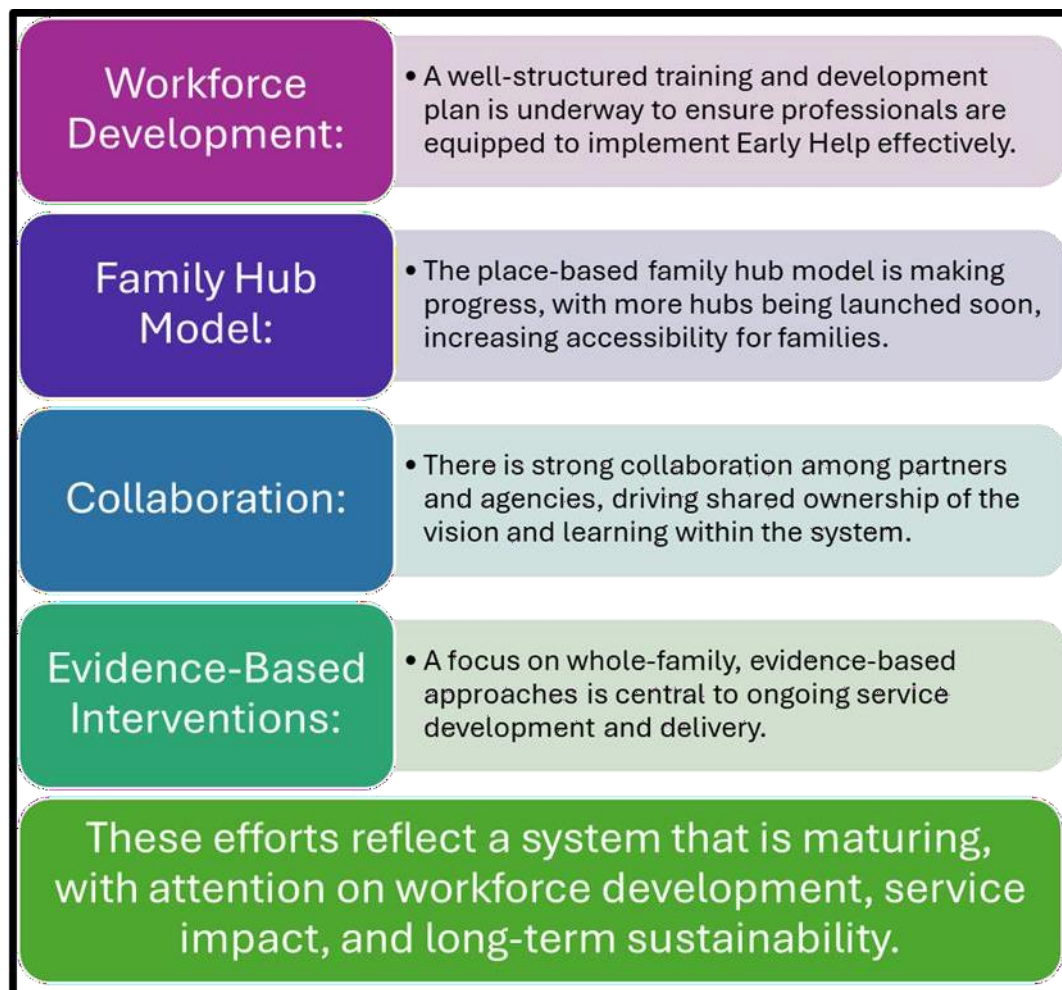 Workforce
Development:
• A well-structured training and development
plan is underway to ensure professionals are
equipped to implement Early Help effectively.
Family Hub
Model:
• The place-based family hub model is making
progress, with more hubs being launched soon,
increasing accessibility for families.
Collaboration:
• There is strong collaboration among partners
and agencies, driving shared ownership of the
vision and learning within the system.
Evidence-Based
Interventions:
• A focus on whole-family, evidence-based
approaches is central to ongoing service
development and delivery.
These efforts reflect a system that is maturing,
with attention on workforce development, service
impact, and long-term sustainability.